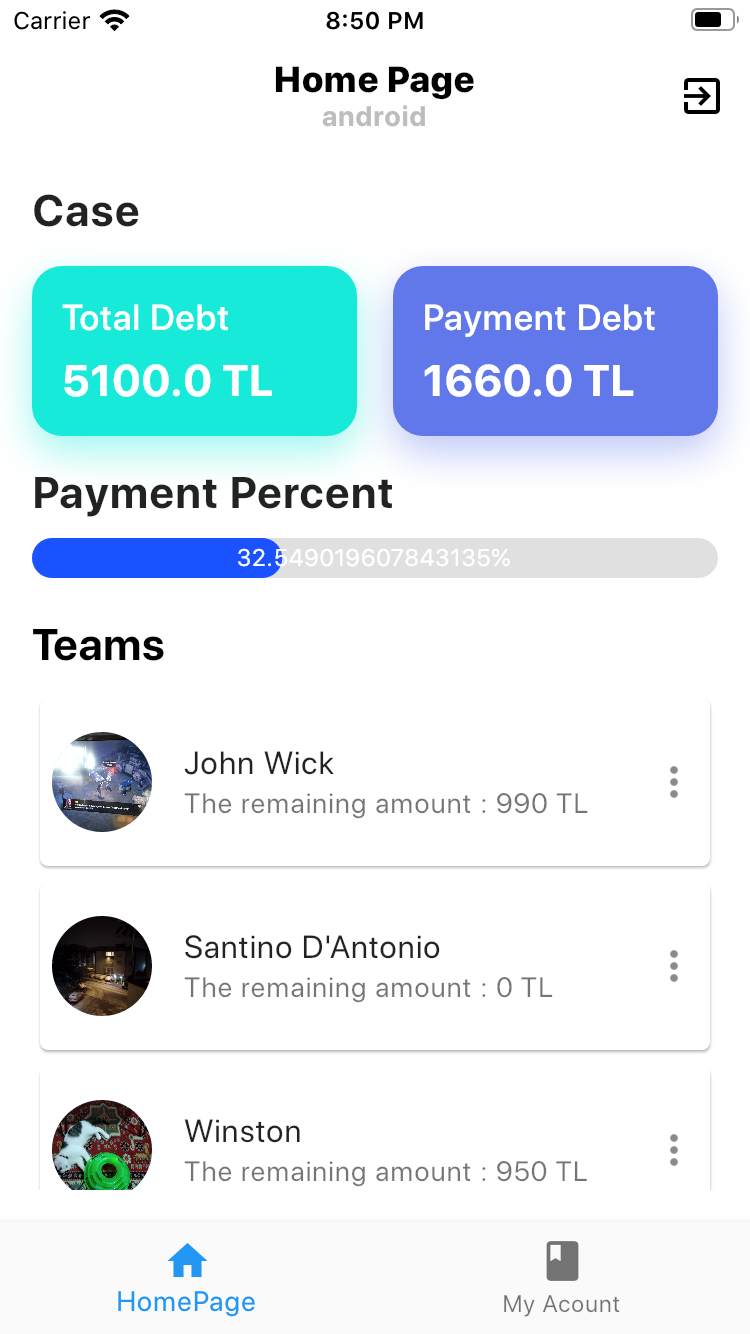 Carrier 8:50 PM
Home Page
android
Case
Total Debt
5100.0 TL
Payment Debt
1660.0 TL
Payment Percent
32.549019607843135%
Teams
John Wick
The remaining amount : 990 TL
Santino D'Antonio
The remaining amount : 0 TL
Winston
The remaining amount : 950 TL
HomePage
My Acount